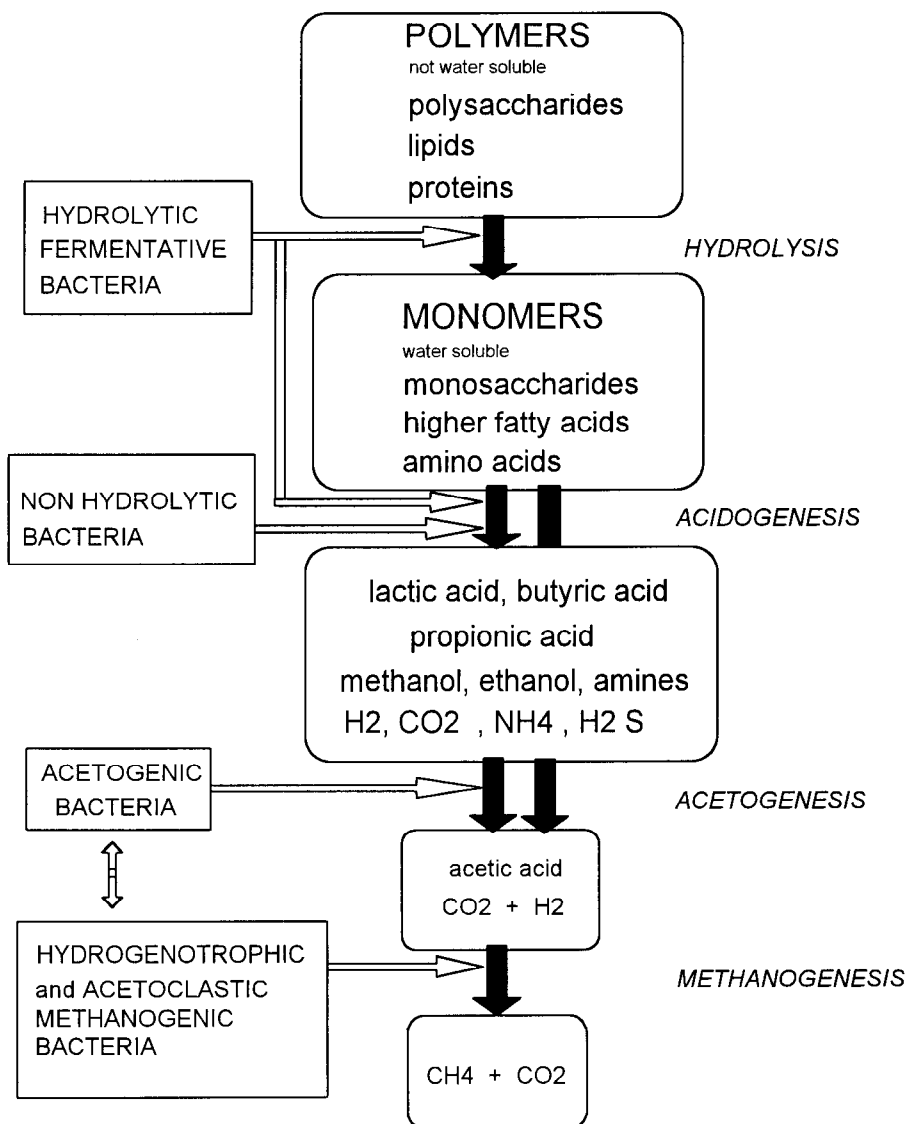 POLYMERS
not water soluble
polysaccharides
lipids
proteins
HYDROLYTIC
FERMENTATIVE
BACTERIA
HYDROLYSIS
MONOMERS
water soluble
monosaccharides
higher fatty acids
amino acids
NON HYDROLYTIC
BACTERIA
ACIDOGENESIS
lactic acid, butyric acid
propionic acid
methanol, ethanol, amines
H2, CO2 , NH4 , H2 S
ACETOGENIC
BACTERIA
ACETOGENESIS
acetic acid
CO2 + H2
HYDROGENOTROPHIC
and ACETOCLASTIC
METHANOGENIC
BACTERIA
METHANOGENESIS
CH4 + CO2